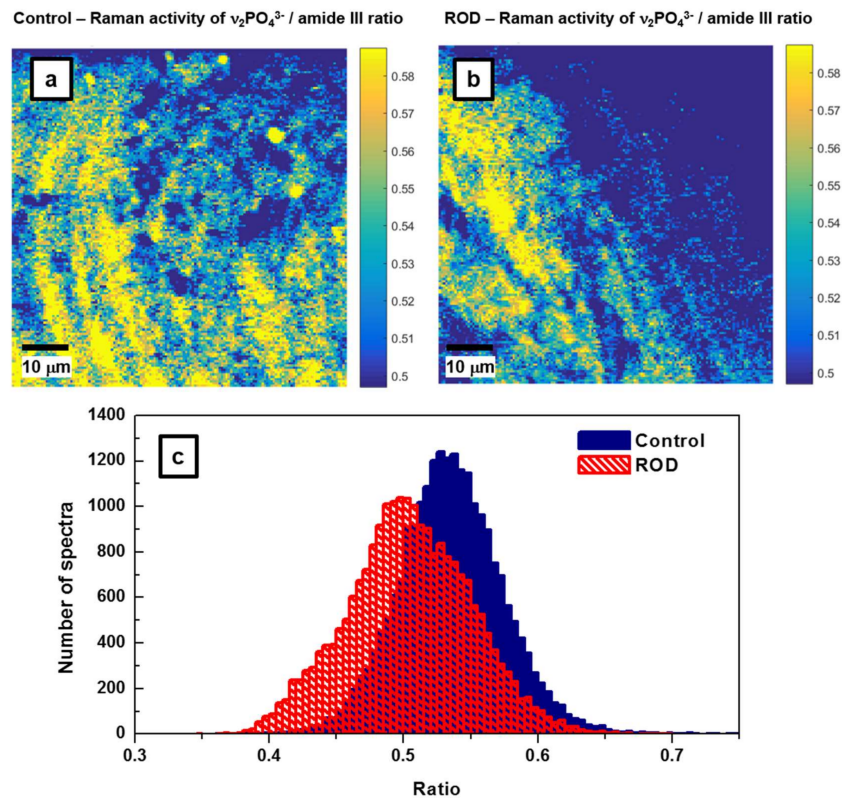 Control – Raman activity of ν₂PO₄³⁻ / amide III ratio
ROD – Raman activity of ν₂PO₄³⁻ / amide III ratio
a
10 μm
0.58
0.57
0.56
0.55
0.54
0.53
0.52
0.51
0.5
b
10 μm
0.58
0.57
0.56
0.55
0.54
0.53
0.52
0.51
0.5
c
Control
ROD
1400
1200
1000
800
600
400
200
0
Number of spectra
0.3 0.4 0.5 0.6 0.7
Ratio